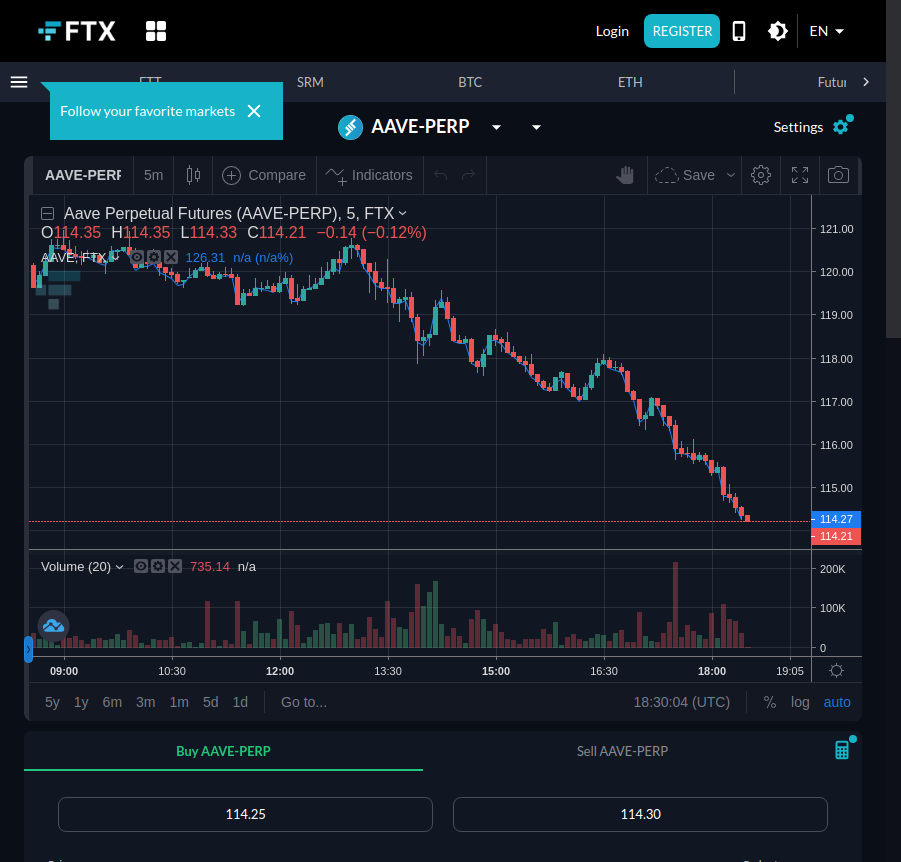 FTX
Login
REGISTER
EN
FTT
SRM
BTC
ETH
Futur
Follow your favorite markets
AAVE-PERP
Settings
AAVE-PERP
5m
Compare
Indicators
Save
Aave Perpetual Futures (AAVE-PERP), 5, FTX
O114.35 H114.35 L114.33 C114.21 −0.14 (−0.12%)
AAVE, FTX 126.31 n/a (n/a%)
121.00
120.00
119.00
118.00
117.00
116.00
115.00
114.27
114.21
Volume (20) 735.14 n/a
200K
100K
0
09:00 10:30 12:00 13:30 15:00 16:30 18:00 19:05
5y 1y 6m 3m 1m 5d 1d Go to... 18:30:04 (UTC) % log auto
Buy AAVE-PERP
Sell AAVE-PERP
114.25
114.30